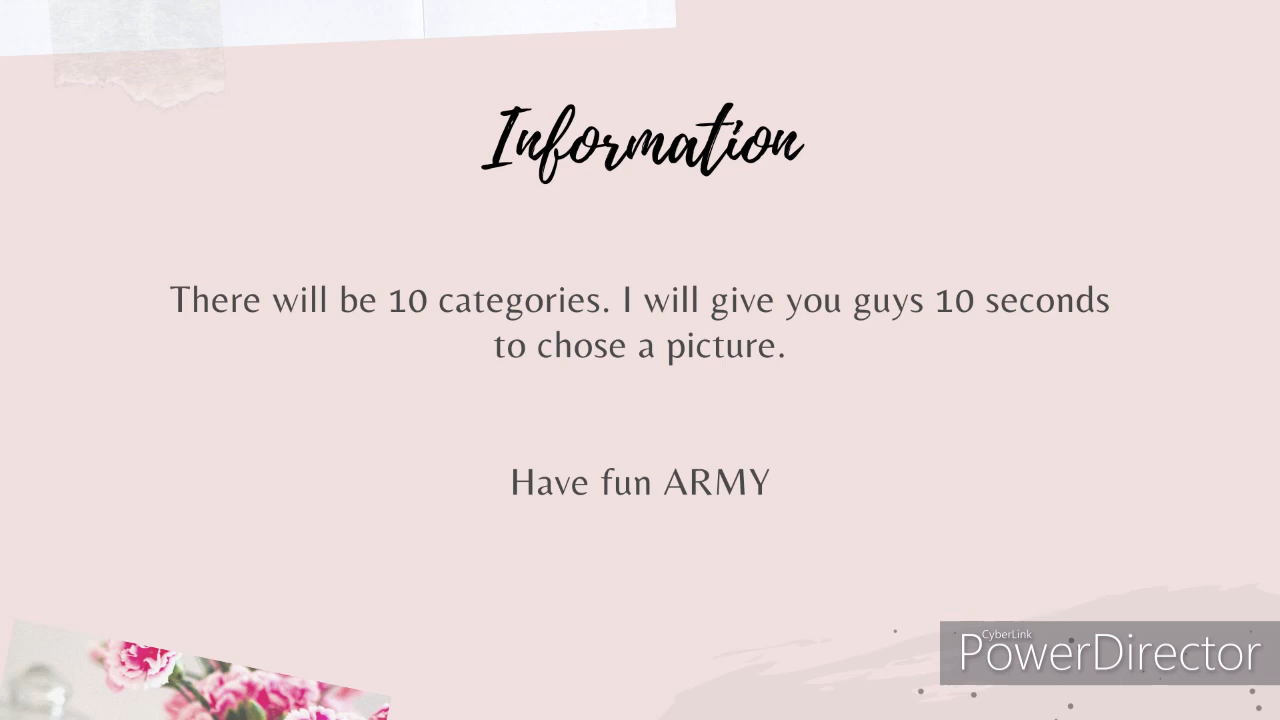 Information
There will be 10 categories. I will give you guys 10 seconds
to chose a picture.
Have fun ARMY
CyberLink
PowerDirector